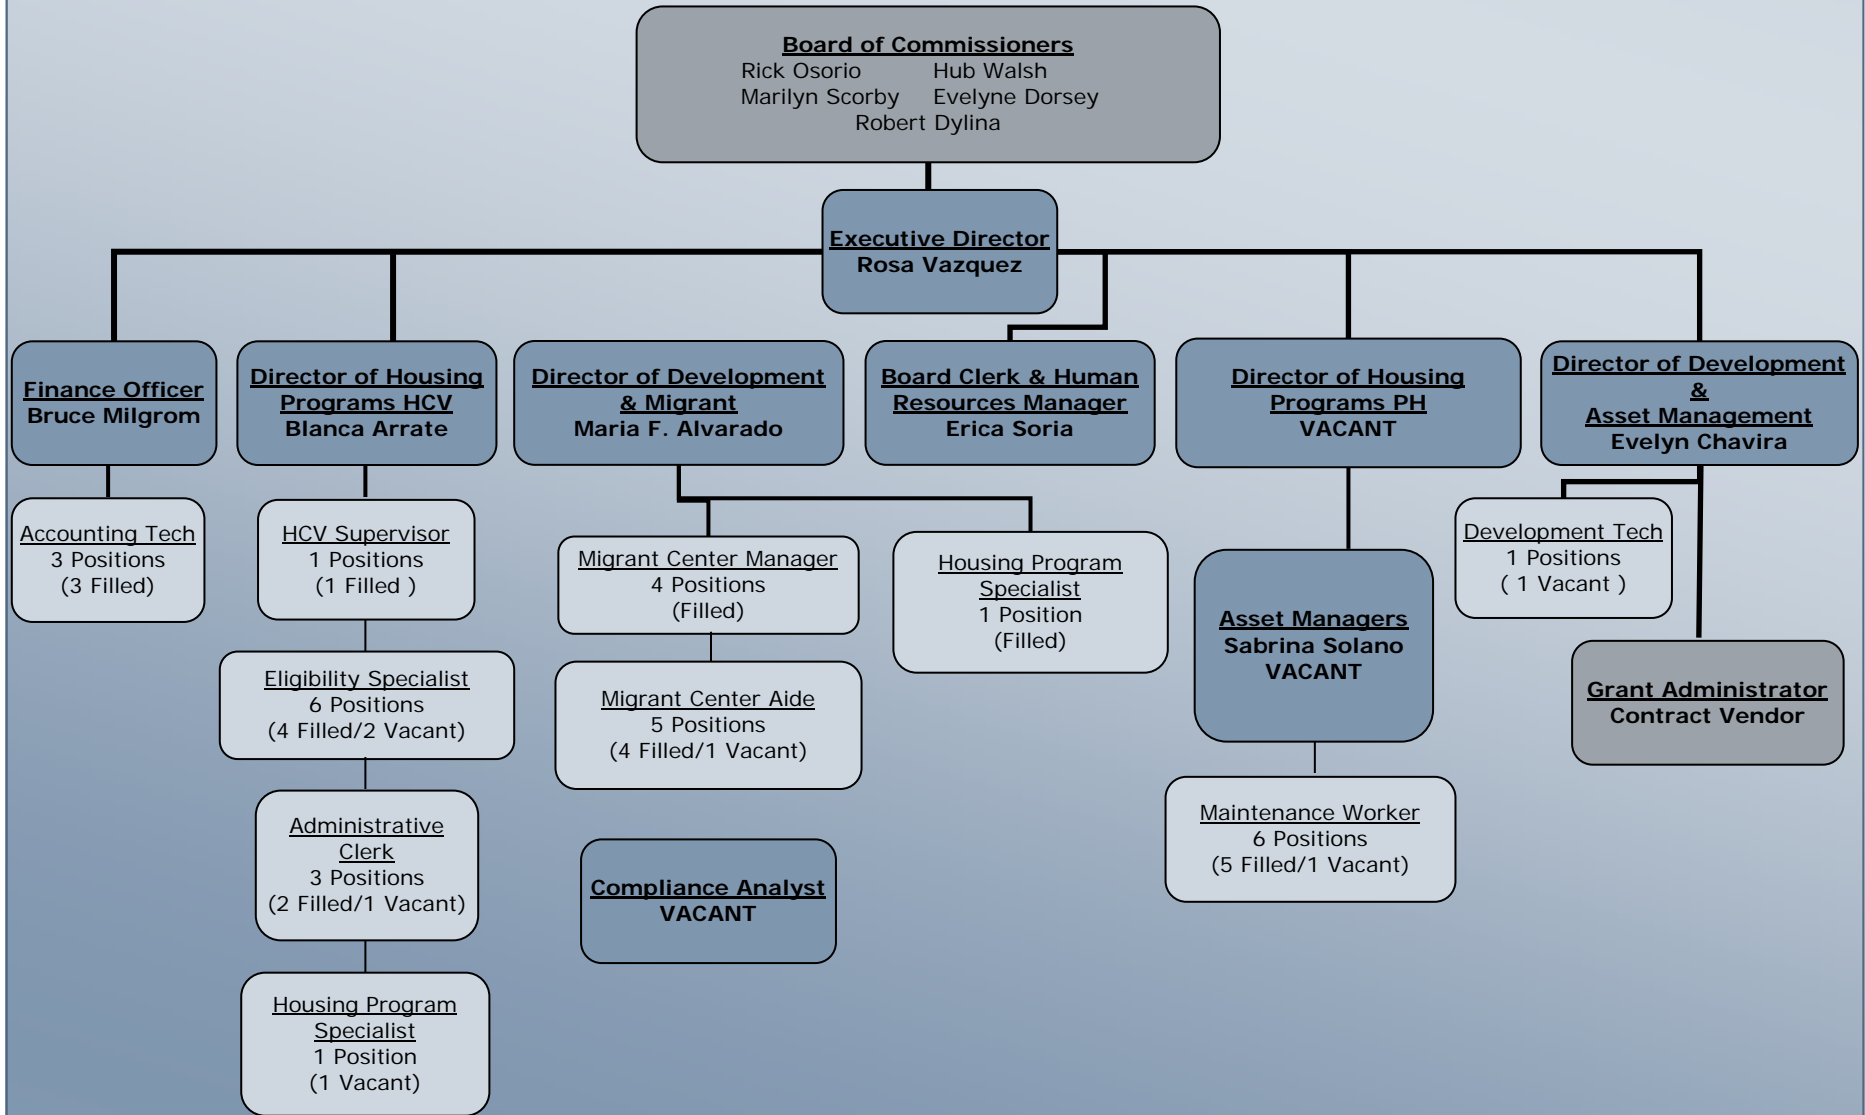 Board of Commissioners
Rick Osorio Hub Walsh
Marilyn Scorby Evelyne Dorsey
Robert Dylina
Executive Director
Rosa Vazquez
Finance Officer
Bruce Milgrom
Director of Housing
Programs HCV
Blanca Arrate
Director of Development
& Migrant
Maria F. Alvarado
Board Clerk & Human
Resources Manager
Erica Soria
Director of Housing
Programs PH
VACANT
Director of Development
&
Asset Management
Evelyn Chavira
Accounting Tech
3 Positions
(3 Filled)
HCV Supervisor
1 Positions
(1 Filled )
Eligibility Specialist
6 Positions
(4 Filled/2 Vacant)
Administrative
Clerk
3 Positions
(2 Filled/1 Vacant)
Housing Program
Specialist
1 Position
(1 Vacant)
Migrant Center Manager
4 Positions
(Filled)
Migrant Center Aide
5 Positions
(4 Filled/1 Vacant)
Compliance Analyst
VACANT
Housing Program
Specialist
1 Position
(Filled)
Asset Managers
Sabrina Solano
VACANT
Maintenance Worker
6 Positions
(5 Filled/1 Vacant)
Development Tech
1 Positions
( 1 Vacant )
Grant Administrator
Contract Vendor